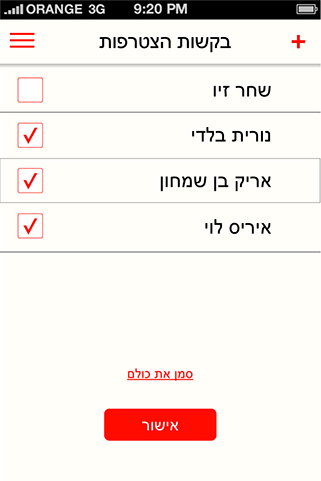 ORANGE 3G 9:20 PM
בקשות הצטרפות +
שחר זיו
נורית בלדי
אריק בן שמחון
איריס לוי
סמן את כולם
אישור